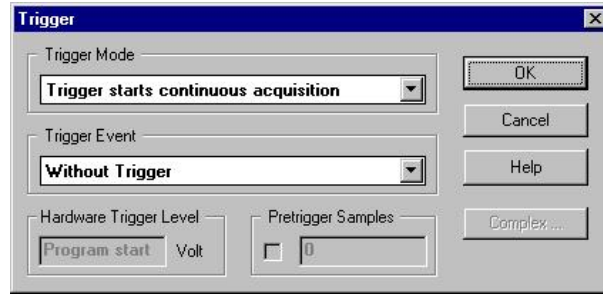 Trigger
Trigger Mode
Trigger starts continuous acquisition
OK
Cancel
Trigger Event
Without Trigger
Help
Hardware Trigger Level
Program start Volt
Pretrigger Samples
0
Complex ...